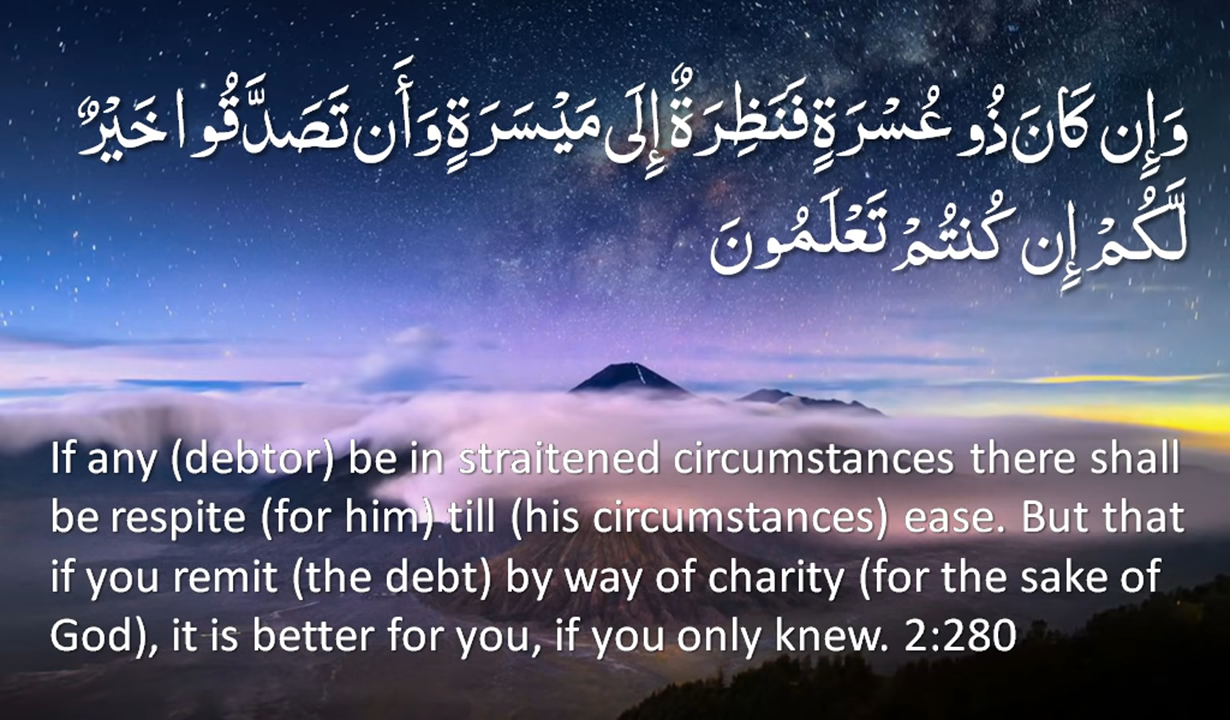 وَإِن كَانَ ذُو عُسْرَةٍ فَنَظِرَةٌ إِلَى مَيْسَرَةٍ وَأَن تَصَدَّقُوا خَيْرٌ
لَّكُمْ إِن كُنتُمْ تَعْلَمُونَ
If any (debtor) be in straitened circumstances there shall
be respite (for him) till (his circumstances) ease. But that
if you remit (the debt) by way of charity (for the sake of
God), it is better for you, if you only knew. 2:280